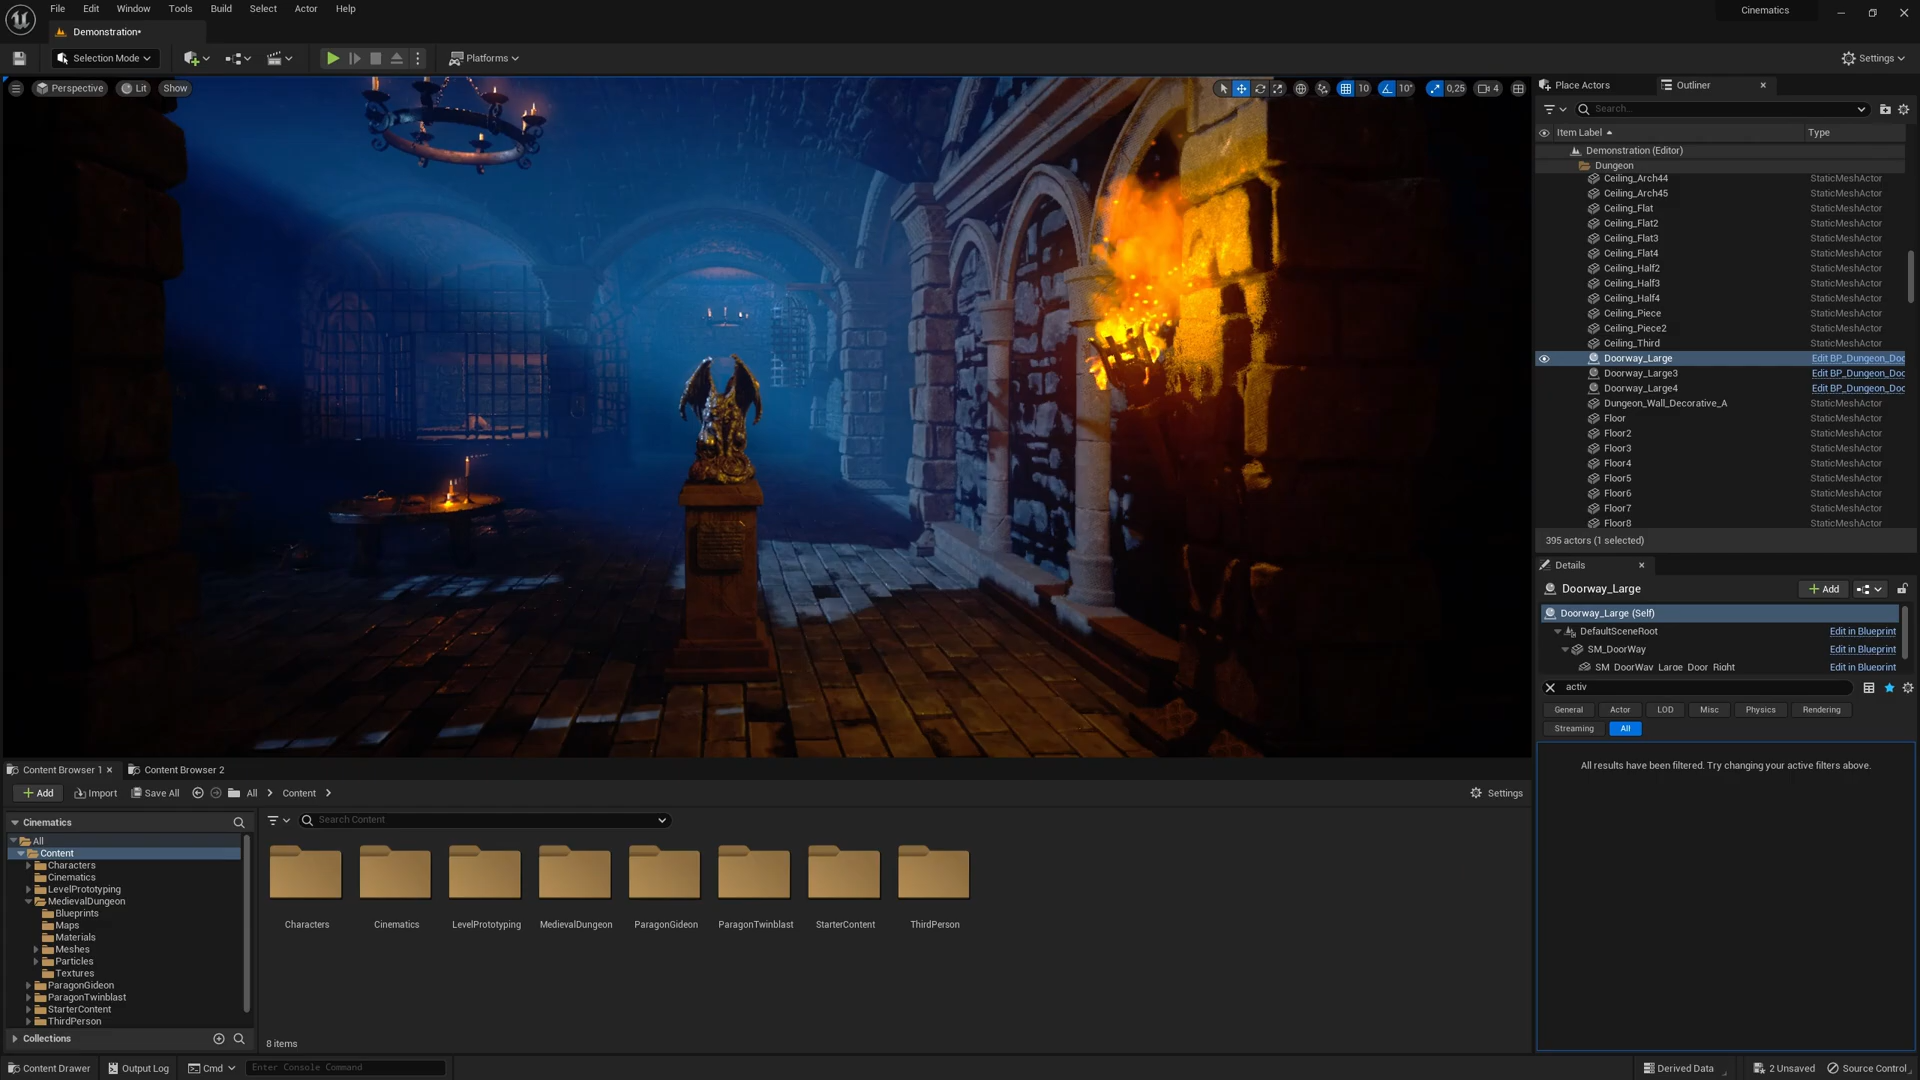 File Edit Window Tools Build Select Actor Help
Cinematics
Demonstration•
Selection Mode
Platforms
Settings
Perspective Lit Show
10 10° 0,25 4
Place Actors
Outliner
Search...
Item Label Type
Demonstration (Editor)
Dungeon
Ceiling_Arch44 StaticMeshActor
Ceiling_Arch45 StaticMeshActor
Ceiling_Flat StaticMeshActor
Ceiling_Flat2 StaticMeshActor
Ceiling_Flat3 StaticMeshActor
Ceiling_Flat4 StaticMeshActor
Ceiling_Half2 StaticMeshActor
Ceiling_Half3 StaticMeshActor
Ceiling_Half4 StaticMeshActor
Ceiling_Piece StaticMeshActor
Ceiling_Piece2 StaticMeshActor
Ceiling_Third StaticMeshActor
Doorway_Large Edit BP_Dungeon_Doo
Doorway_Large3 Edit BP_Dungeon_Doo
Doorway_Large4 Edit BP_Dungeon_Doo
Dungeon_Wall_Decorative_A StaticMeshActor
Floor StaticMeshActor
Floor2 StaticMeshActor
Floor3 StaticMeshActor
Floor4 StaticMeshActor
Floor5 StaticMeshActor
Floor6 StaticMeshActor
Floor7 StaticMeshActor
Floor8 StaticMeshActor
395 actors (1 selected)
Details
Doorway_Large
Add
Doorway_Large (Self)
DefaultSceneRoot Edit in Blueprint
SM_DoorWay Edit in Blueprint
SM_DoorWay_Large_Door_Right Edit in Blueprint
activ
General Actor LOD Misc Physics Rendering
Streaming All
All results have been filtered. Try changing your active filters above.
Content Browser 1
Content Browser 2
Add Import Save All All Content
Settings
Cinematics
Search Content
All
Content
Characters
Cinematics
LevelPrototyping
MedievalDungeon
Blueprints
Maps
Materials
Meshes
Particles
Textures
ParagonGideon
ParagonTwinblast
StarterContent
ThirdPerson
Collections
Characters Cinematics LevelPrototyping MedievalDungeon ParagonGideon ParagonTwinblast StarterContent ThirdPerson
8 items
Content Drawer Output Log Cmd Enter Console Command
Derived Data 2 Unsaved Source Control